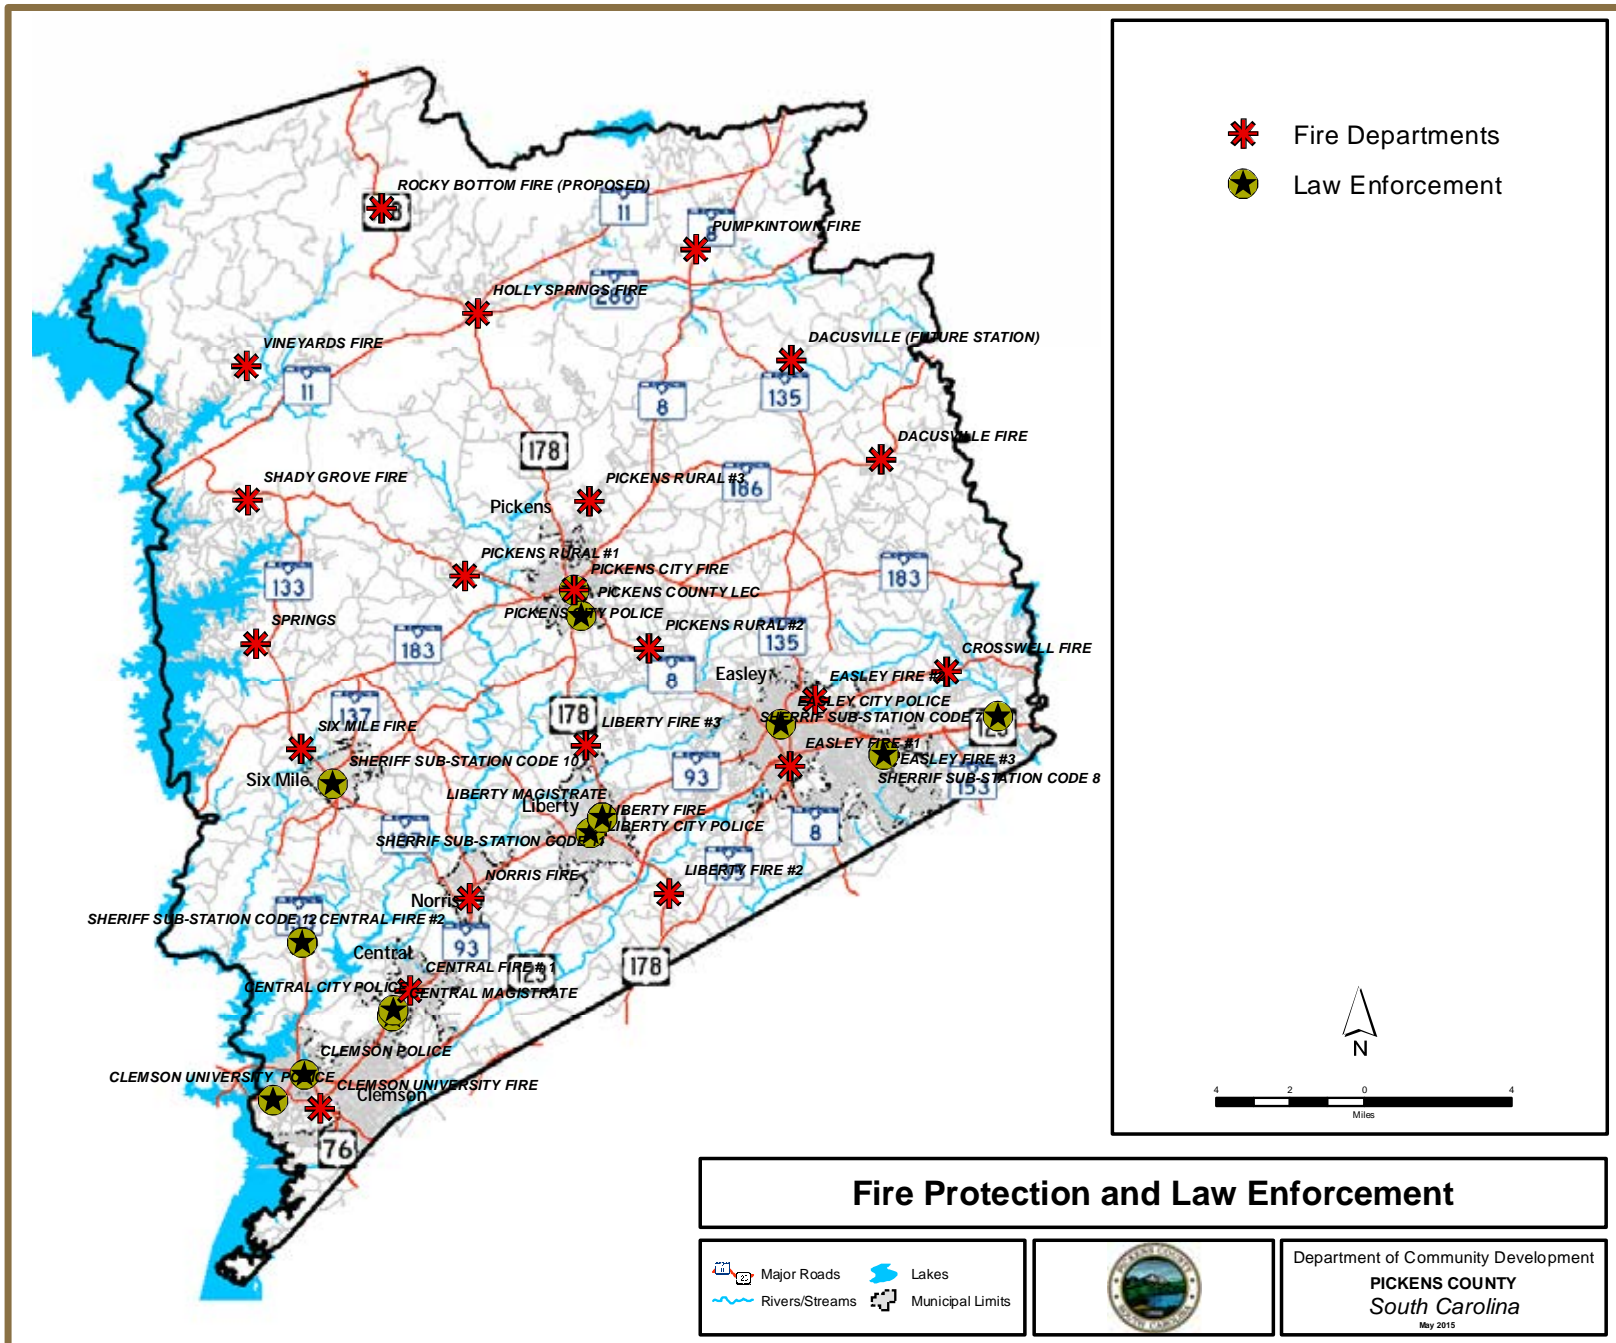 Fire Departments
Law Enforcement
ROCKY BOTTOM FIRE (PROPOSED)
11
PUMPKINTOWN FIRE
8
HOLLY SPRINGS FIRE
288
VINEYARDS FIRE
DACUSVILLE (FUTURE STATION)
11
8
135
178
DACUSVILLE FIRE
SHADY GROVE FIRE
PICKENS RURAL #3
186
Pickens
PICKENS RURAL #1
PICKENS CITY FIRE
133
183
PICKENS COUNTY LEC
PICKENS CITY POLICE
SPRINGS
PICKENS RURAL #2
135
183
CROSSWELL FIRE
8
Easley
EASLEY FIRE
EASLEY CITY POLICE
137
178
SHERRIF SUB-STATION CODE 7
123
SIX MILE FIRE
LIBERTY FIRE #3
EASLEY FIRE #1
SHERIFF SUB-STATION CODE 10
EASLEY FIRE #3
93
Six Mile
SHERRIF SUB-STATION CODE 8
153
LIBERTY MAGISTRATE
Liberty
LIBERTY FIRE
LIBERTY CITY POLICE
8
SHERRIF SUB-STATION CODE
NORRIS FIRE
LIBERTY FIRE #2
Norris
SHERIFF SUB-STATION CODE 12
CENTRAL FIRE #2
93
Central
CENTRAL FIRE # 1
123
178
CENTRAL CITY POLICE
CENTRAL MAGISTRATE
CLEMSON POLICE
CLEMSON UNIVERSITY POLICE
CLEMSON UNIVERSITY FIRE
Clemson
76
N
4 2 0 4
Miles
Fire Protection and Law Enforcement
Major Roads
Lakes
Rivers/Streams
Municipal Limits
PICKENS COUNTY
SOUTH CAROLINA
Department of Community Development
PICKENS COUNTY
South Carolina
May 2015